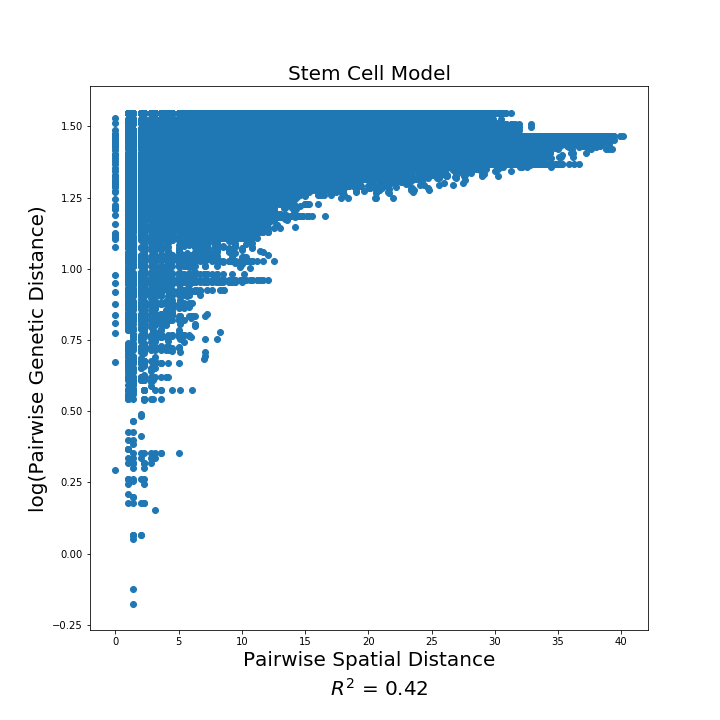 Stem Cell Model
log(Pairwise Genetic Distance)
1.50
1.25
1.00
0.75
0.50
0.25
0.00
−0.25
0 5 10 15 20 25 30 35 40
Pairwise Spatial Distance
R² = 0.42